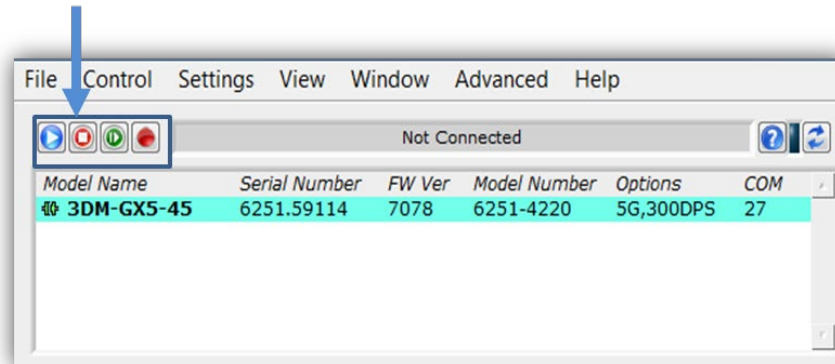 File Control Settings View Window Advanced Help
Not Connected
Model Name Serial Number FW Ver Model Number Options COM
3DM-GX5-45 6251.59114 7078 6251-4220 5G,300DPS 27